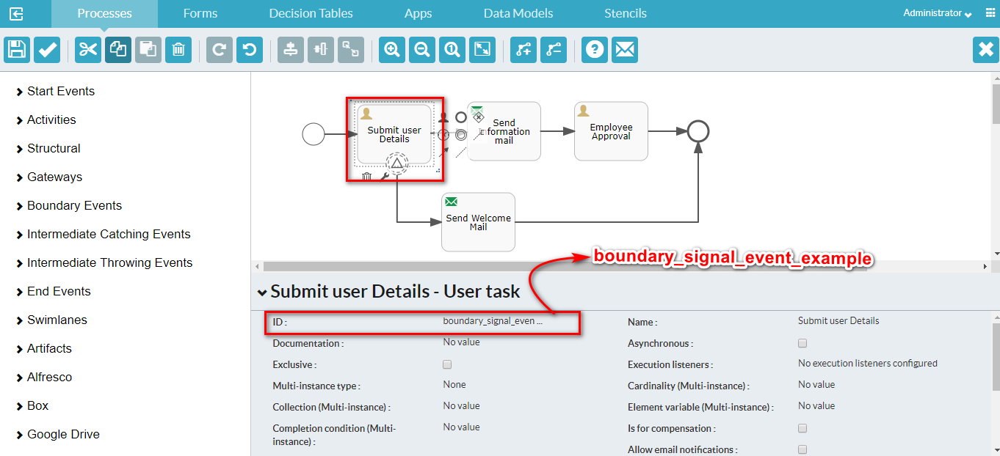 Processes
Forms
Decision Tables
Apps
Data Models
Stencils
Administrator
1
?
Start Events
Activities
Structural
Gateways
Boundary Events
Intermediate Catching Events
Intermediate Throwing Events
End Events
Swimlanes
Artifacts
Alfresco
Box
Google Drive
Submit user
Details
Send
information
mail
Employee
Approval
Send Welcome
Mail
boundary_signal_event_example
Submit user Details - User task
ID : boundary_signal_even ...
Name : Submit user Details
Documentation : No value
Asynchronous :
Exclusive :
Execution listeners : No execution listeners configured
Multi-instance type : None
Cardinality (Multi-instance) : No value
Collection (Multi-instance) : No value
Element variable (Multi-instance) : No value
Completion condition (Multi-
instance) : No value
Is for compensation :
Allow email notifications :